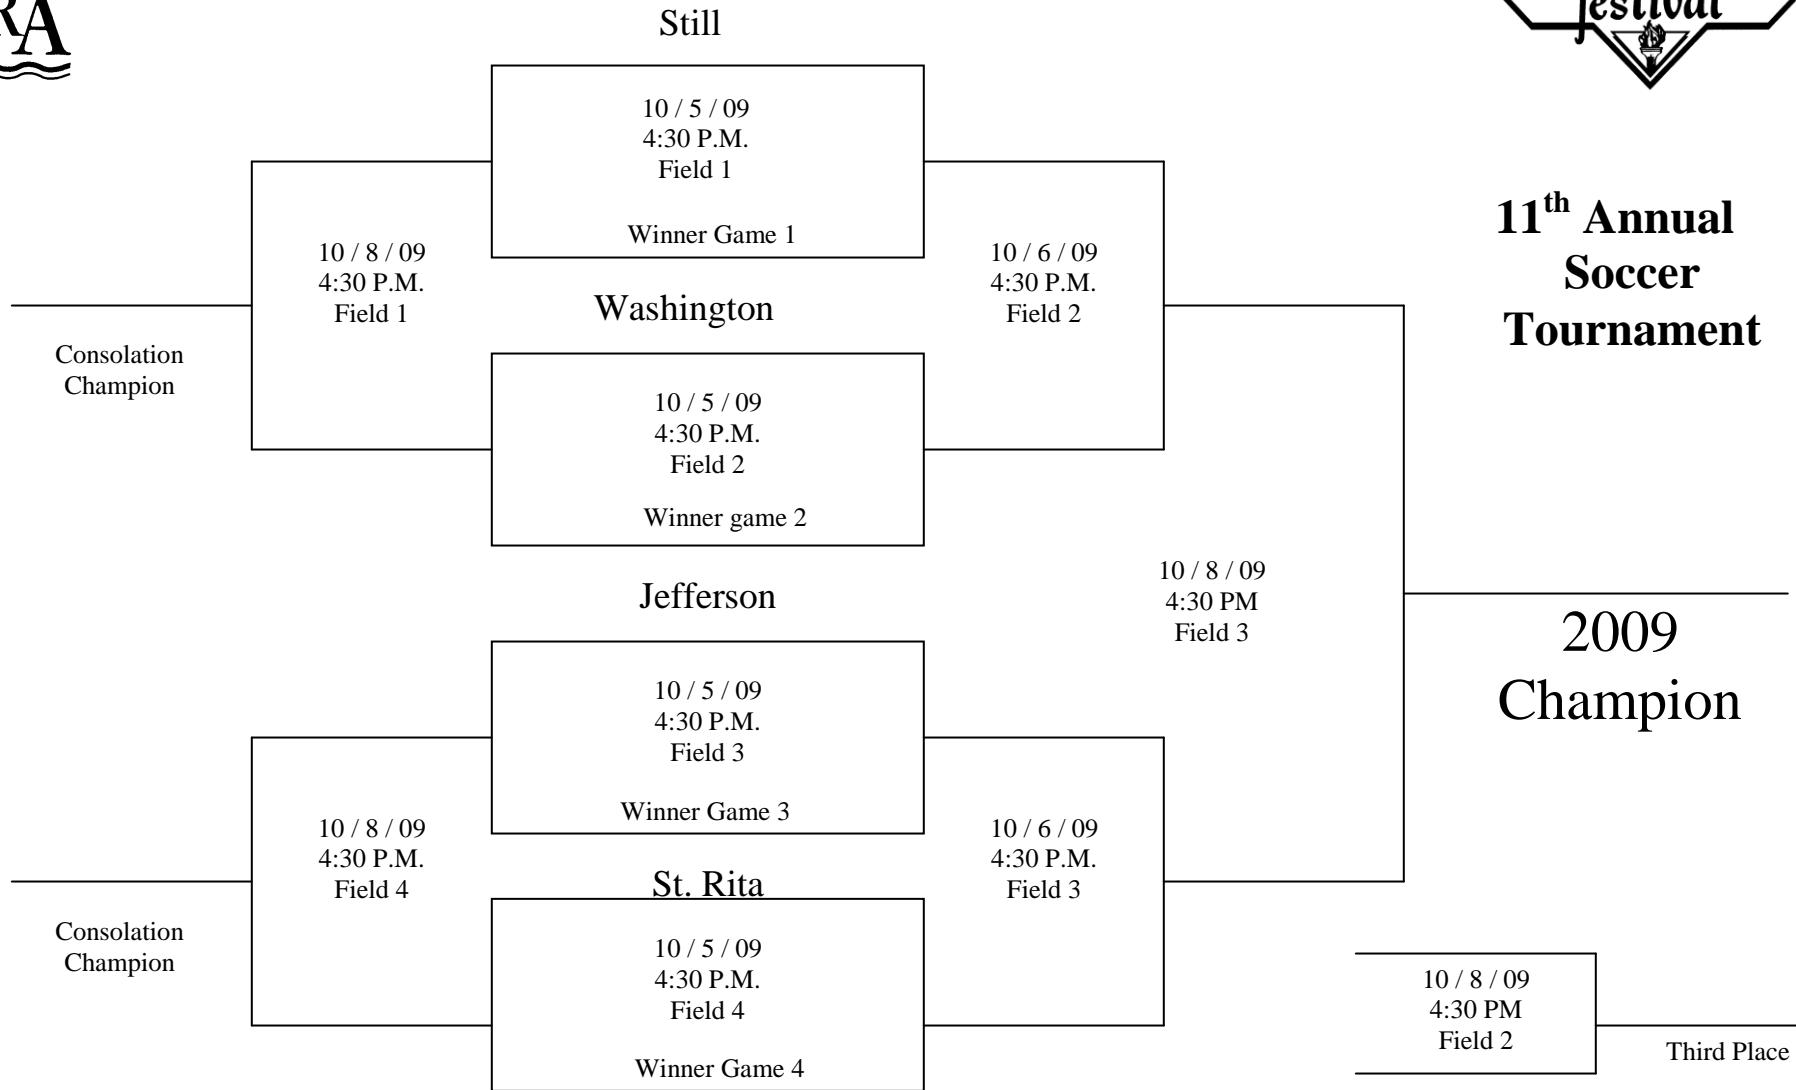 RA
festival
Still
10 / 5 / 09
4:30 P.M.
Field 1
Winner Game 1
11th Annual
Soccer
Tournament
10 / 8 / 09
4:30 P.M.
Field 1
10 / 6 / 09
4:30 P.M.
Field 2
Washington
Consolation
Champion
10 / 5 / 09
4:30 P.M.
Field 2
Winner game 2
Jefferson
10 / 8 / 09
4:30 PM
Field 3
2009
Champion
10 / 5 / 09
4:30 P.M.
Field 3
Winner Game 3
10 / 8 / 09
4:30 P.M.
Field 4
10 / 6 / 09
4:30 P.M.
Field 3
St. Rita
Consolation
Champion
10 / 5 / 09
4:30 P.M.
Field 4
Winner Game 4
10 / 8 / 09
4:30 PM
Field 2
Third Place